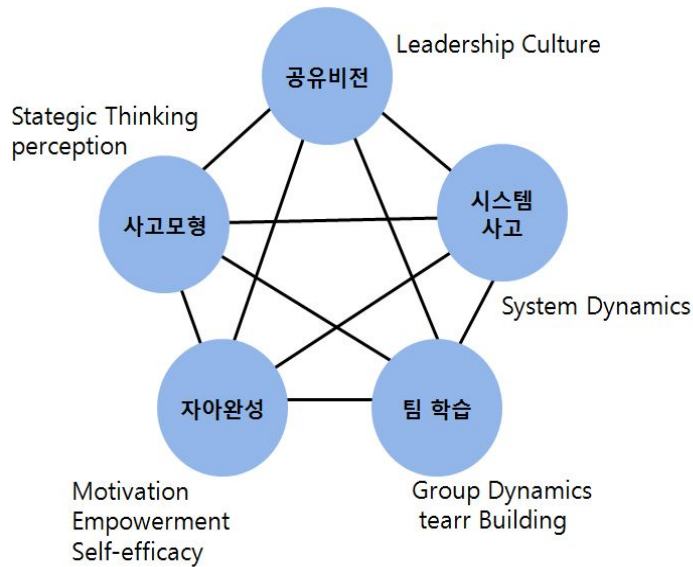 공유비전
Leadership Culture
Stategic Thinking
perception
사고모형
시스템
사고
System Dynamics
자아완성
팀 학습
Motivation
Empowerment
Self-efficacy
Group Dynamics
tearr Building